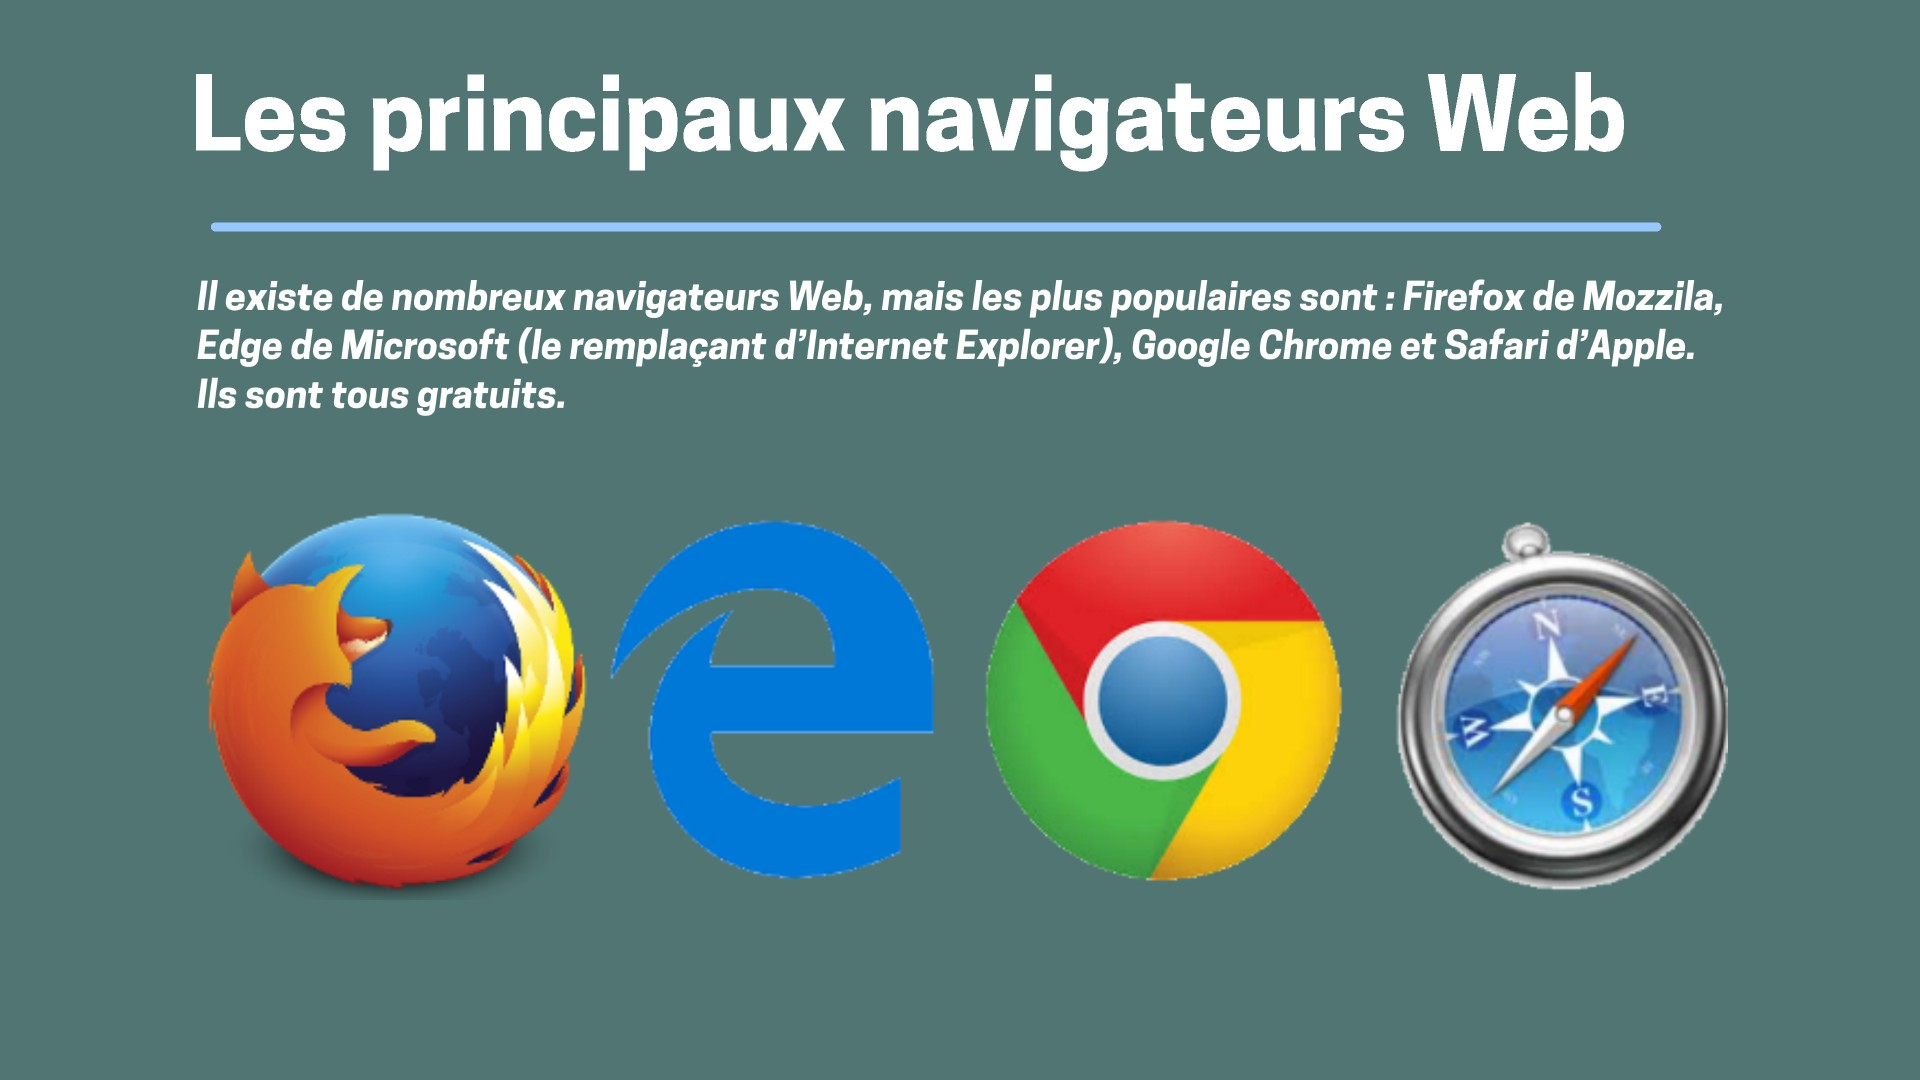 Les principaux navigateurs Web
Il existe de nombreux navigateurs Web, mais les plus populaires sont : Firefox de Mozzila,
Edge de Microsoft (le remplaçant d’Internet Explorer), Google Chrome et Safari d’Apple.
Ils sont tous gratuits.
N
E
W
S